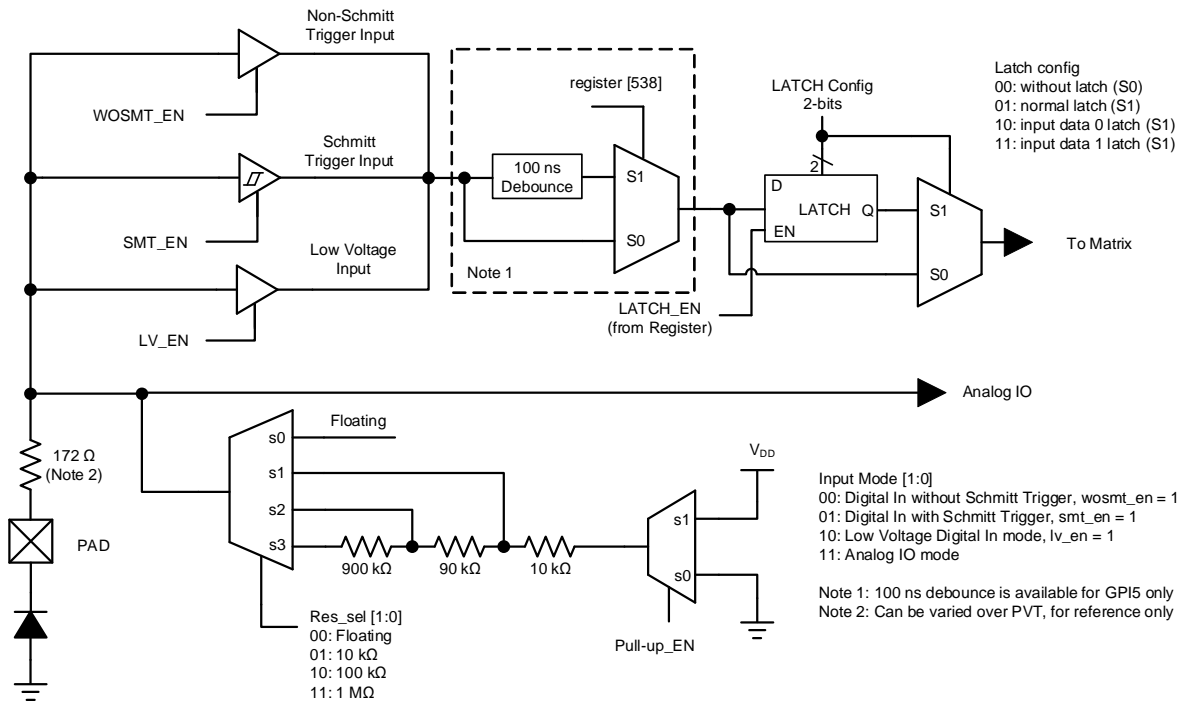 Non-Schmitt
Trigger Input
WOSMT_EN
Schmitt
Trigger Input
SMT_EN
Low Voltage
Input
LV_EN
register [538]
100 ns
Debounce
S1
S0
Note 1
LATCH Config
2-bits
2
D
LATCH
Q
EN
LATCH_EN
(from Register)
S1
S0
To Matrix
Latch config
00: without latch (S0)
01: normal latch (S1)
10: input data 0 latch (S1)
11: input data 1 latch (S1)
Analog IO
172 Ω
(Note 2)
PAD
Floating
s0
s1
s2
s3
900 kΩ
90 kΩ
10 kΩ
Res_sel [1:0]
00: Floating
01: 10 kΩ
10: 100 kΩ
11: 1 MΩ
VDD
s1
s0
Pull-up_EN
Input Mode [1:0]
00: Digital In without Schmitt Trigger, wosmt_en = 1
01: Digital In with Schmitt Trigger, smt_en = 1
10: Low Voltage Digital In mode, lv_en = 1
11: Analog IO mode
Note 1: 100 ns debounce is available for GPI5 only
Note 2: Can be varied over PVT, for reference only